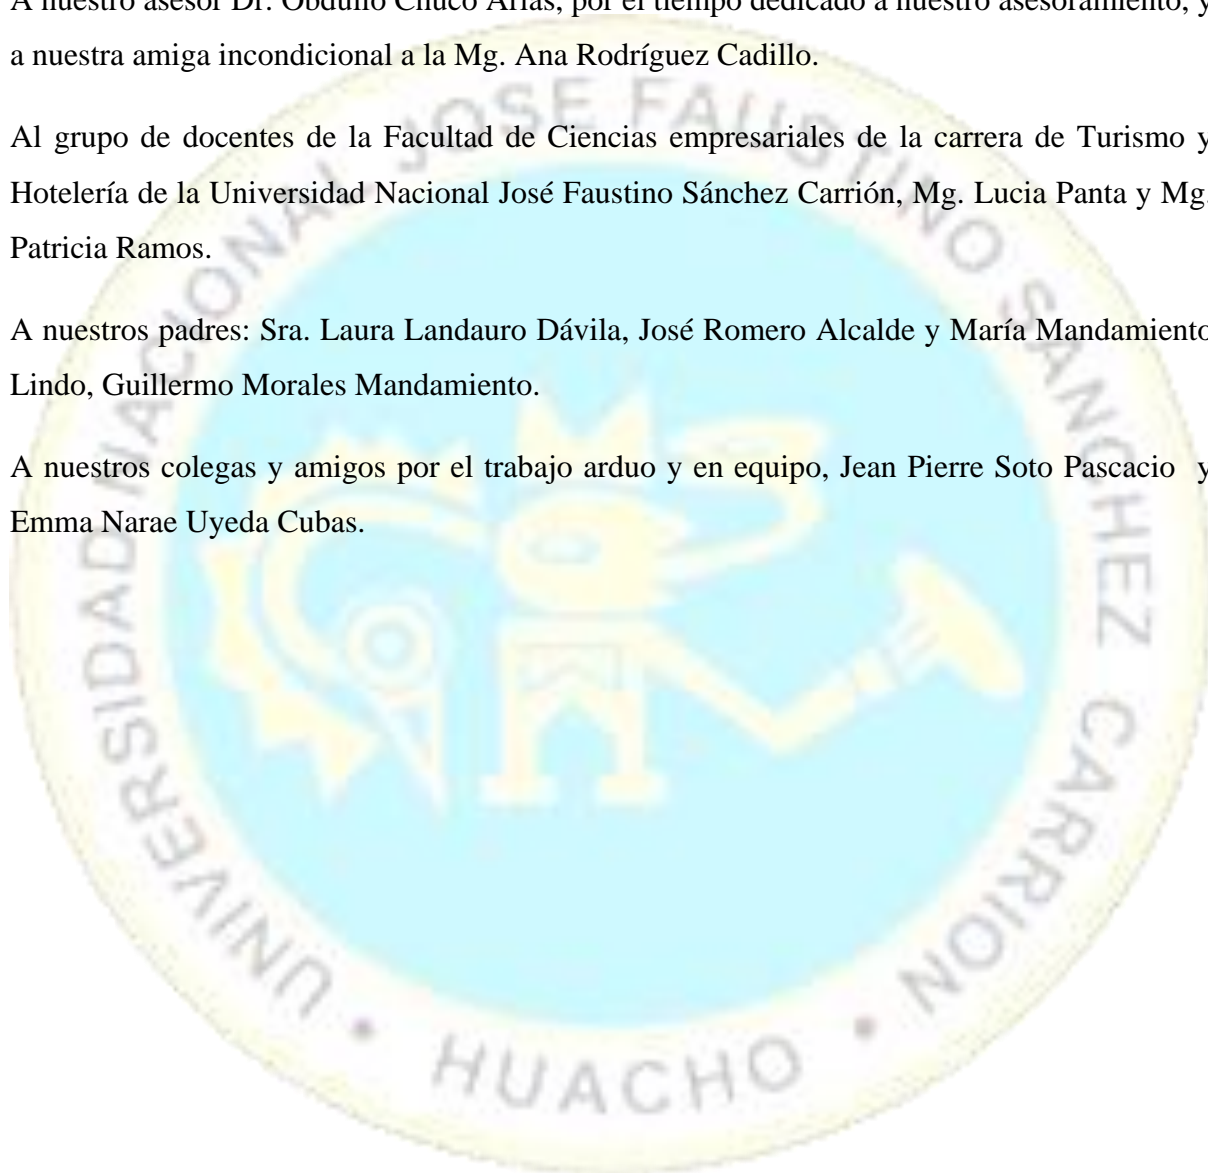 A nuestro asesor Dr. Obdulio Chuco Arias, por el tiempo dedicado a nuestro asesoramiento, y
a nuestra amiga incondicional a la Mg. Ana Rodríguez Cadillo.
Al grupo de docentes de la Facultad de Ciencias empresariales de la carrera de Turismo y
Hotelería de la Universidad Nacional José Faustino Sánchez Carrión, Mg. Lucia Panta y Mg.
Patricia Ramos.
A nuestros padres: Sra. Laura Landauro Dávila, José Romero Alcalde y María Mandamiento
Lindo, Guillermo Morales Mandamiento.
A nuestros colegas y amigos por el trabajo arduo y en equipo, Jean Pierre Soto Pascacio y
Emma Narae Uyeda Cubas.
UNIVERSIDAD NACIONAL JOSE FAUSTINO SANCHEZ CARRION
• HUACHO •